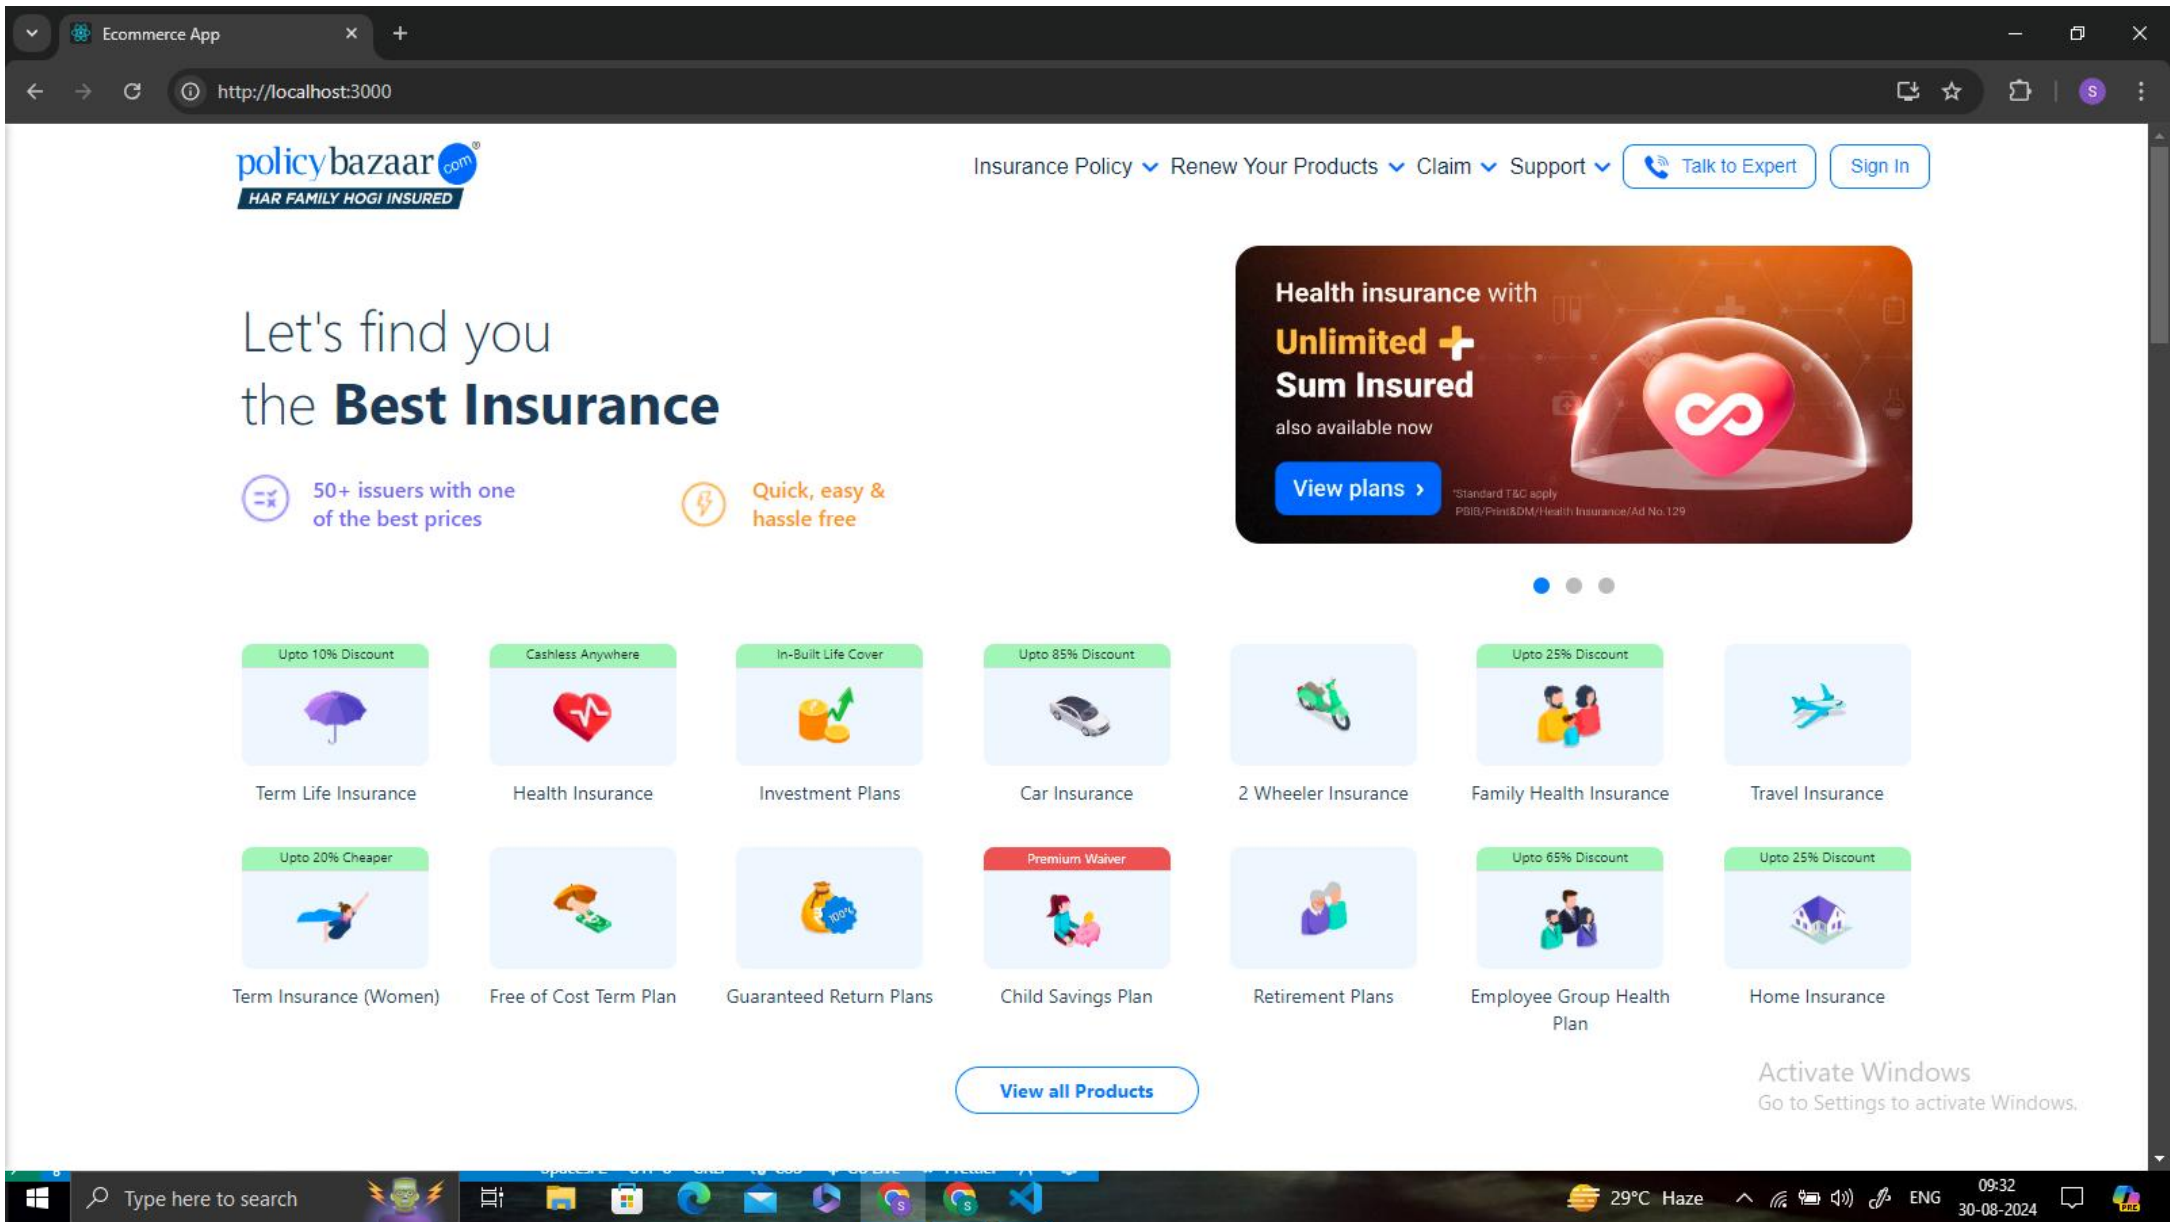 Ecommerce App
http://localhost:3000
S
policybazaar com ®
HAR FAMILY HOGI INSURED
Insurance Policy Renew Your Products Claim Support Talk to Expert Sign In
Let's find you
the Best Insurance
50+ issuers with one
of the best prices
Quick, easy &
hassle free
Health insurance with
Unlimited
Sum Insured
also available now
View plans ›
*Standard T&C apply
PBIB/Print&DM/Health Insurance/Ad No.129
Upto 10% Discount
Term Life Insurance
Cashless Anywhere
Health Insurance
In-Built Life Cover
Investment Plans
Upto 85% Discount
Car Insurance
2 Wheeler Insurance
Upto 25% Discount
Family Health Insurance
Travel Insurance
Upto 20% Cheaper
Term Insurance (Women)
Free of Cost Term Plan
100%
Guaranteed Return Plans
Premium Waiver
Child Savings Plan
Retirement Plans
Upto 65% Discount
Employee Group Health
Plan
Upto 25% Discount
Home Insurance
View all Products
Activate Windows
Go to Settings to activate Windows.
Type here to search
S
S
29°C Haze
ENG
09:32
30-08-2024
PRE